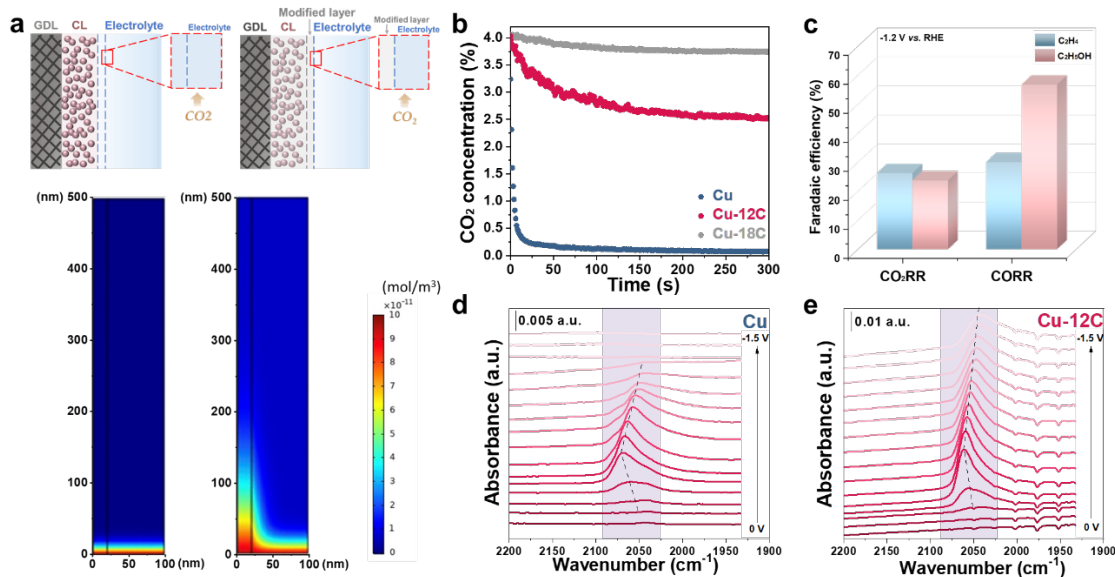 a
GDL CL Electrolyte
Electrolyte
CO2
Modified layer
GDL CL Electrolyte
Modified layer
Electrolyte
CO₂
(nm)
500
400
300
200
100
0
0 50 100
(nm)
(nm)
500
400
300
200
100
0
0 50 100
(nm)
(mol/m³)
×10⁻¹¹
10
9
8
7
6
5
4
3
2
1
0
b
CO₂ concentration (%)
4.0
3.5
3.0
2.5
2.0
1.5
1.0
0.5
0.0
Cu
Cu-12C
Cu-18C
0 50 100 150 200 250 300
Time (s)
c
-1.2 V vs. RHE
C₂H₄
C₂H₅OH
Faradaic efficiency (%)
70
60
50
40
30
20
10
0
CO₂RR CORR
d
0.005 a.u.
Cu
-1.5 V
0 V
Absorbance (a.u.)
2200 2150 2100 2050 2000 1950 1900
Wavenumber (cm⁻¹)
e
0.01 a.u.
Cu-12C
-1.5 V
0 V
Absorbance (a.u.)
2200 2150 2100 2050 2000 1950 1900
Wavenumber (cm⁻¹)